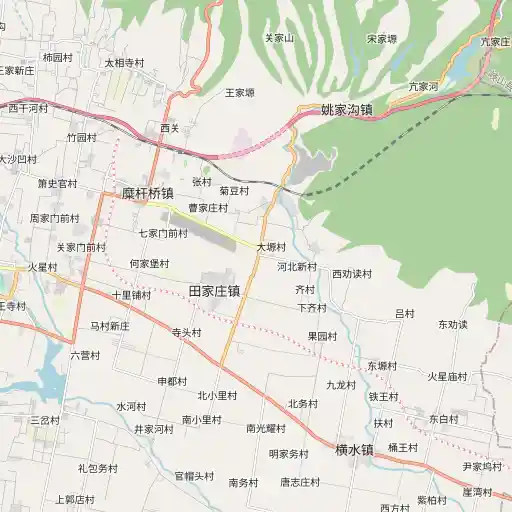 关家山
宋家塬
亢家庄
柿园村
太相寺村
王家新庄
亢家河
王家塬
姚家沟镇
西干河村
西关
竹园村
大沙凹村
箫史官村
张村
菊豆村
糜杆桥镇
曹家庄村
周家门前村
七家门前村
关家门前村
大塬村
何家堡村
河北新村
火星村
西劝读村
田家庄镇
齐村
十里铺村
王寺村
下齐村
吕村
马村新庄
寺头村
果园村
东劝读
六营村
东塬村
申都村
九龙村
火星庙村
北小里村
铁王村
水河村
北务村
三岔村
南小里村
东白村
井家河村
南光耀村
扶村
横水镇
桶王村
明家务村
礼包务村
尹家坞村
官帽头村
南务村
唐志庄村
崖湾村
上郭店村
紫柏村
西方村